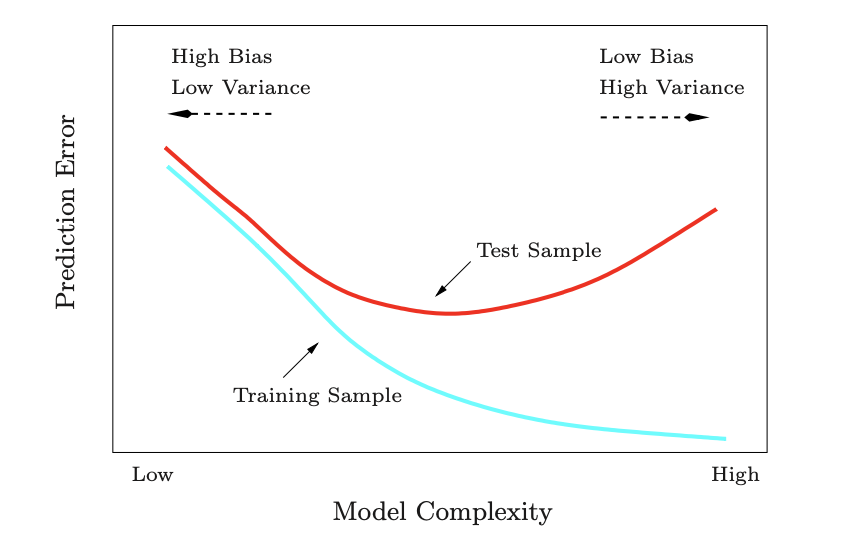 High Bias
Low Variance
Low Bias
High Variance
Prediction Error
Test Sample
Training Sample
Low
High
Model Complexity